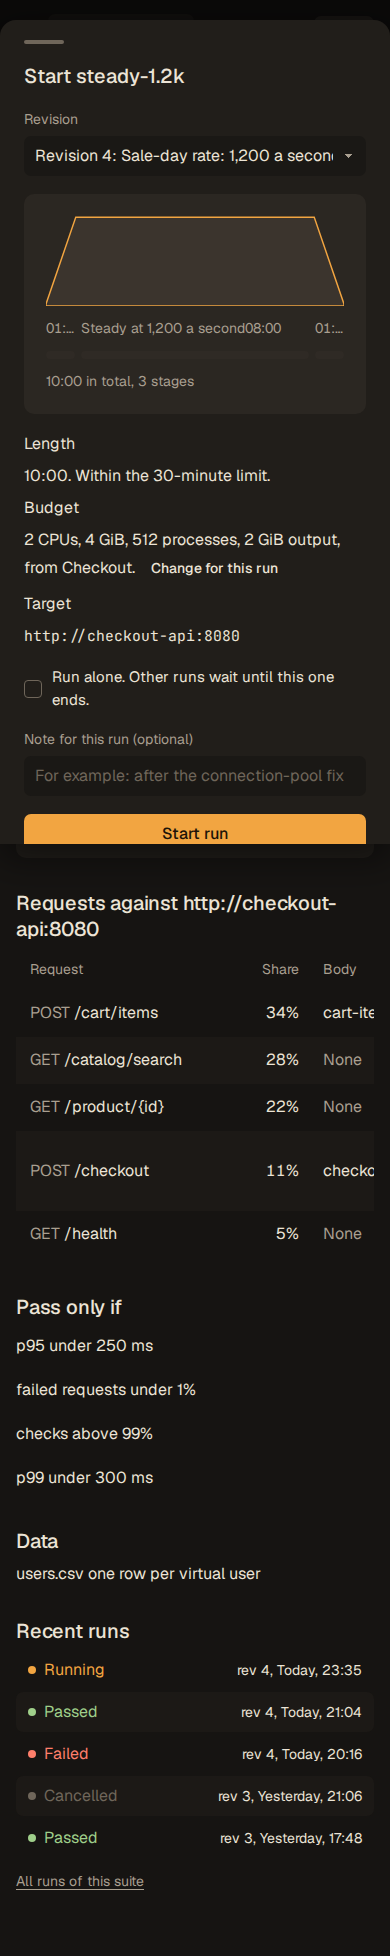 Start steady-1.2k
Revision
Revision 4: Sale-day rate: 1,200 a second
01:... Steady at 1,200 a second08:00 01:...
10:00 in total, 3 stages
Length
10:00. Within the 30-minute limit.
Budget
2 CPUs, 4 GiB, 512 processes, 2 GiB output,
from Checkout. Change for this run
Target
http://checkout-api:8080
Run alone. Other runs wait until this one
ends.
Note for this run (optional)
For example: after the connection-pool fix
Start run
Requests against http://checkout-
api:8080
Request Share Body
POST /cart/items 34% cart-ite
GET /catalog/search 28% None
GET /product/{id} 22% None
POST /checkout 11% checko
GET /health 5% None
Pass only if
p95 under 250 ms
failed requests under 1%
checks above 99%
p99 under 300 ms
Data
users.csv one row per virtual user
Recent runs
Running rev 4, Today, 23:35
Passed rev 4, Today, 21:04
Failed rev 4, Today, 20:16
Cancelled rev 3, Yesterday, 21:06
Passed rev 3, Yesterday, 17:48
All runs of this suite